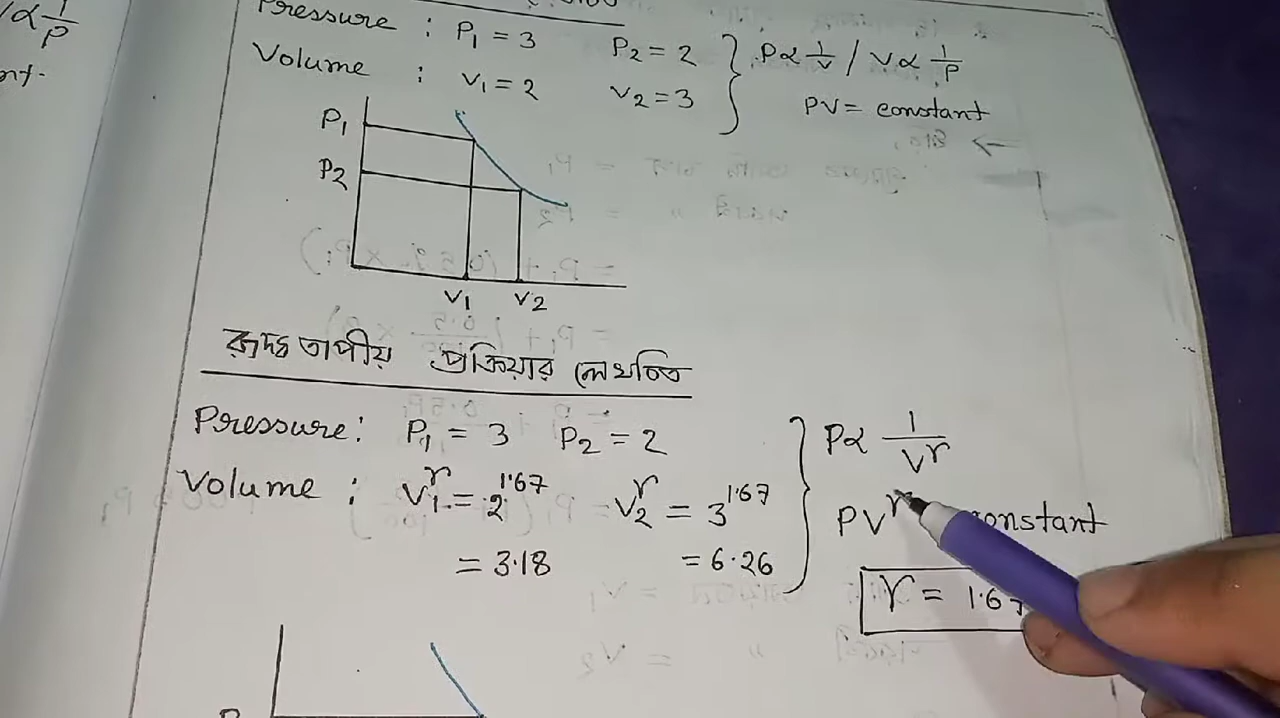 ∝ 1/P
Pressure : P₁ = 3 P₂ = 2
Volume : V₁ = 2 V₂ = 3
P∝ 1/V / V∝ 1/P
PV = constant
P₁
P₂
V₁ V₂
রুদ্ধতাপীয় প্রক্রিয়ার লেখচিত্র
Pressure: P₁ = 3 P₂ = 2
Volume : V₁^γ = 2^1.67 V₂^γ = 3^1.67
= 3.18 = 6.26
P∝ 1/V^γ
PV^γ constant
γ = 1.67